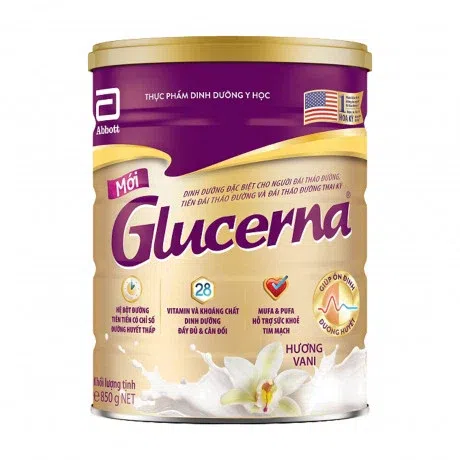 THỰC PHẨM DINH DƯỠNG Y HỌC
Abbott
HOA KỲ
Mới
DINH DƯỠNG ĐẶC BIỆT CHO NGƯỜI ĐÁI THÁO ĐƯỜNG,
TIỀN ĐÁI THÁO ĐƯỜNG VÀ ĐÁI THÁO ĐƯỜNG THAI KỲ
Glucerna®
HỆ BỘT ĐƯỜNG
TIÊN TIẾN CÓ CHỈ SỐ
ĐƯỜNG HUYẾT THẤP
28
VITAMIN VÀ KHOÁNG CHẤT
DINH DƯỠNG
ĐẦY ĐỦ & CÂN ĐỐI
MUFA & PUFA
HỖ TRỢ SỨC KHOẺ
TIM MẠCH
GIÚP ỔN ĐỊNH
ĐƯỜNG HUYẾT
HƯƠNG
VANI
Khối lượng tịnh
℮ 850 g NET